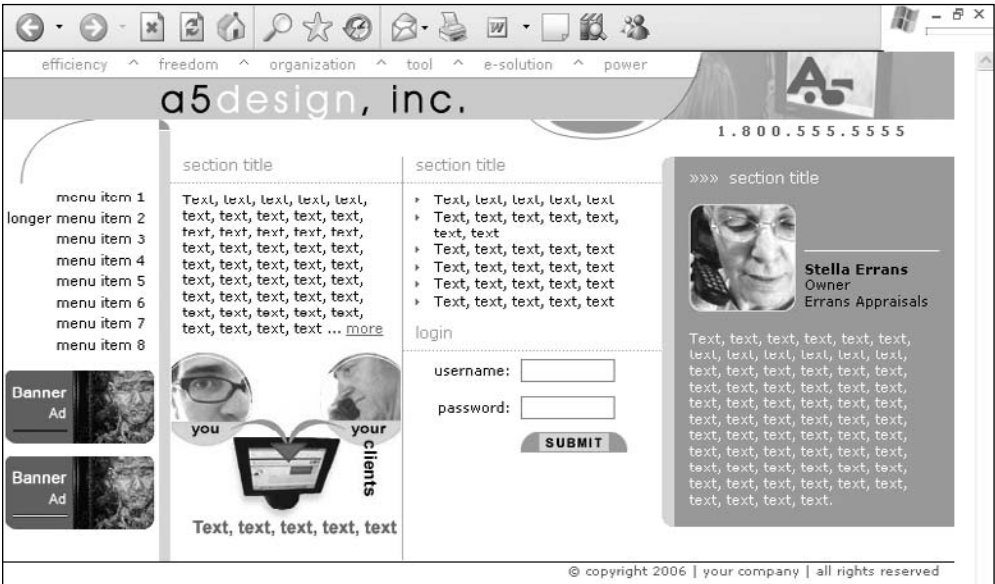 efficiency ^ freedom ^ organization ^ tool ^ e-solution ^ power
a5design, inc.
A5
1.800.555.5555
menu item 1
longer menu item 2
menu item 3
menu item 4
menu item 5
menu item 6
menu item 7
menu item 8
Banner
Ad
Banner
Ad
section title
Text, text, text, text, text,
text, text, text, text, text,
text, text, text, text, text,
text, text, text, text, text,
text, text, text, text, text,
text, text, text, text, text,
text, text, text, text, text,
text, text, text, text, text,
text, text, text, text ... more
you
your
clients
Text, text, text, text, text
section title
Text, text, text, text, text
Text, text, text, text, text,
text, text
Text, text, text, text, text
Text, text, text, text, text
Text, text, text, text, text
Text, text, text, text, text
login
username:
password:
SUBMIT
»»» section title
Stella Errans
Owner
Errans Appraisals
Text, text, text, text, text, text,
text, text, text, text, text, text,
text, text, text, text, text, text,
text, text, text, text, text, text,
text, text, text, text, text, text,
text, text, text, text, text, text,
text, text, text, text, text, text,
text, text, text, text, text, text,
text, text, text, text, text, text,
text, text, text, text, text, text,
text, text, text, text.
© copyright 2006 | your company | all rights reserved